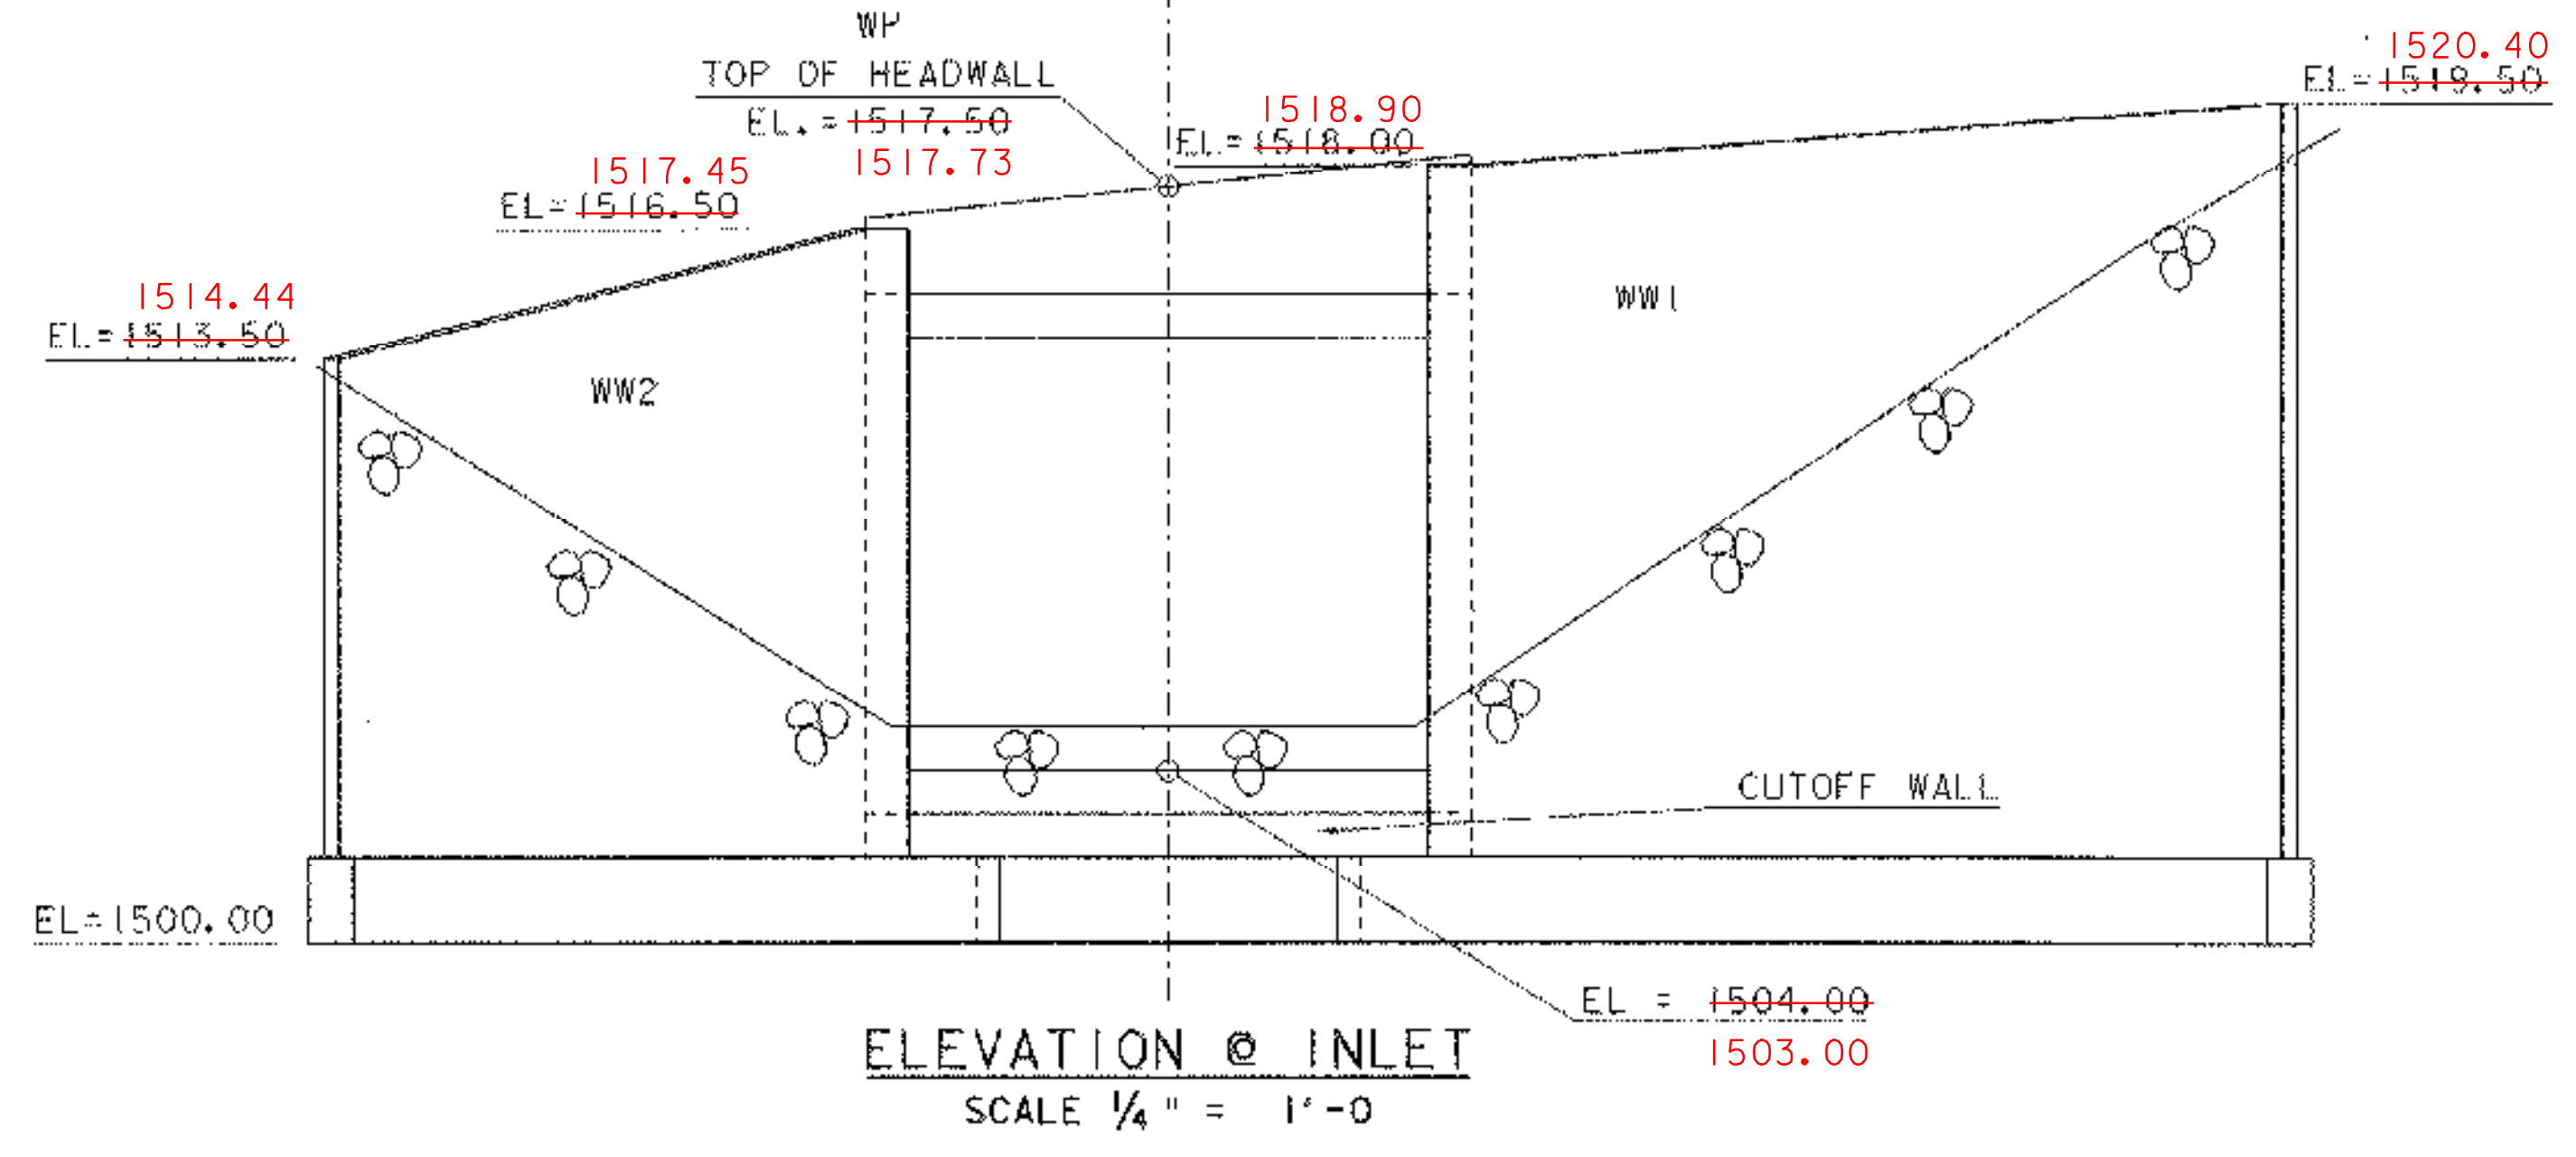 WP
TOP OF HEADWALL
EL.=1517.50
1517.73
1518.90
EL=1518.00
1520.40
EL=1519.50
1517.45
EL=1516.50
1514.44
EL=1513.50
WW1
WW2
CUTOFF WALL
EL=1500.00
EL = 1504.00
1503.00
ELEVATION @ INLET
SCALE 1/4" = 1'-0